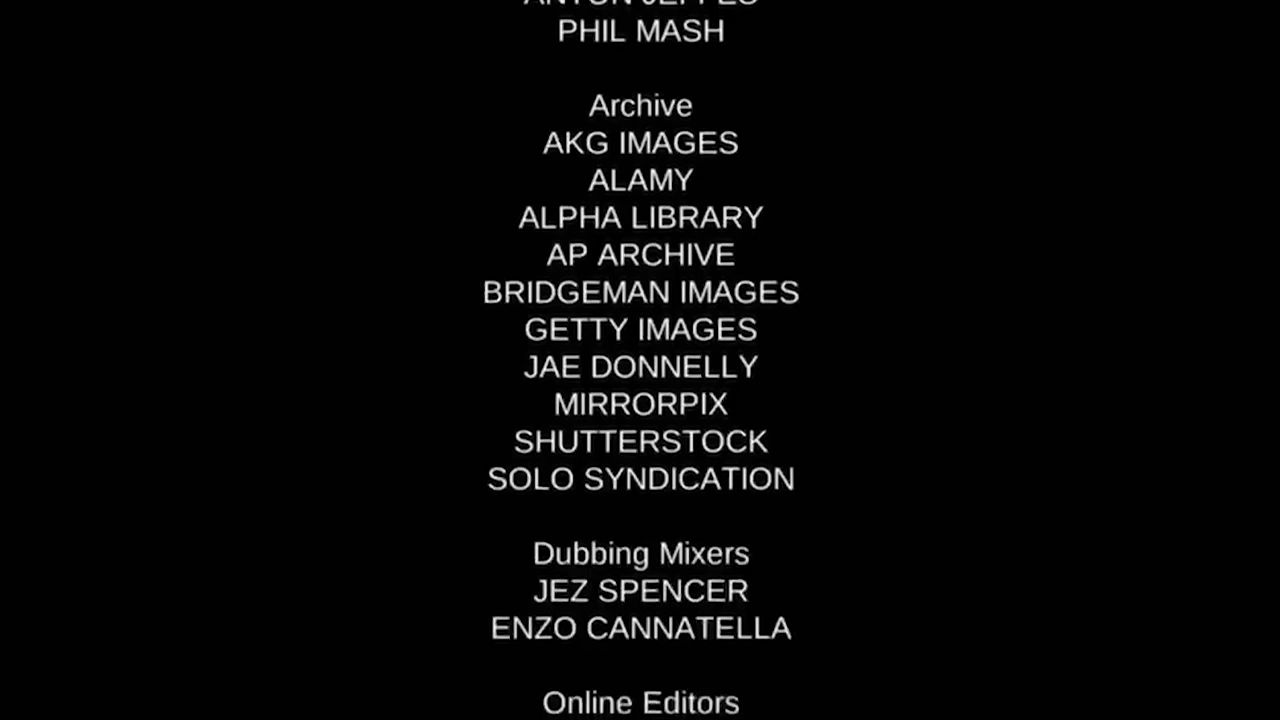 PHIL MASH
Archive
AKG IMAGES
ALAMY
ALPHA LIBRARY
AP ARCHIVE
BRIDGEMAN IMAGES
GETTY IMAGES
JAE DONNELLY
MIRRORPIX
SHUTTERSTOCK
SOLO SYNDICATION
Dubbing Mixers
JEZ SPENCER
ENZO CANNATELLA
Online Editors